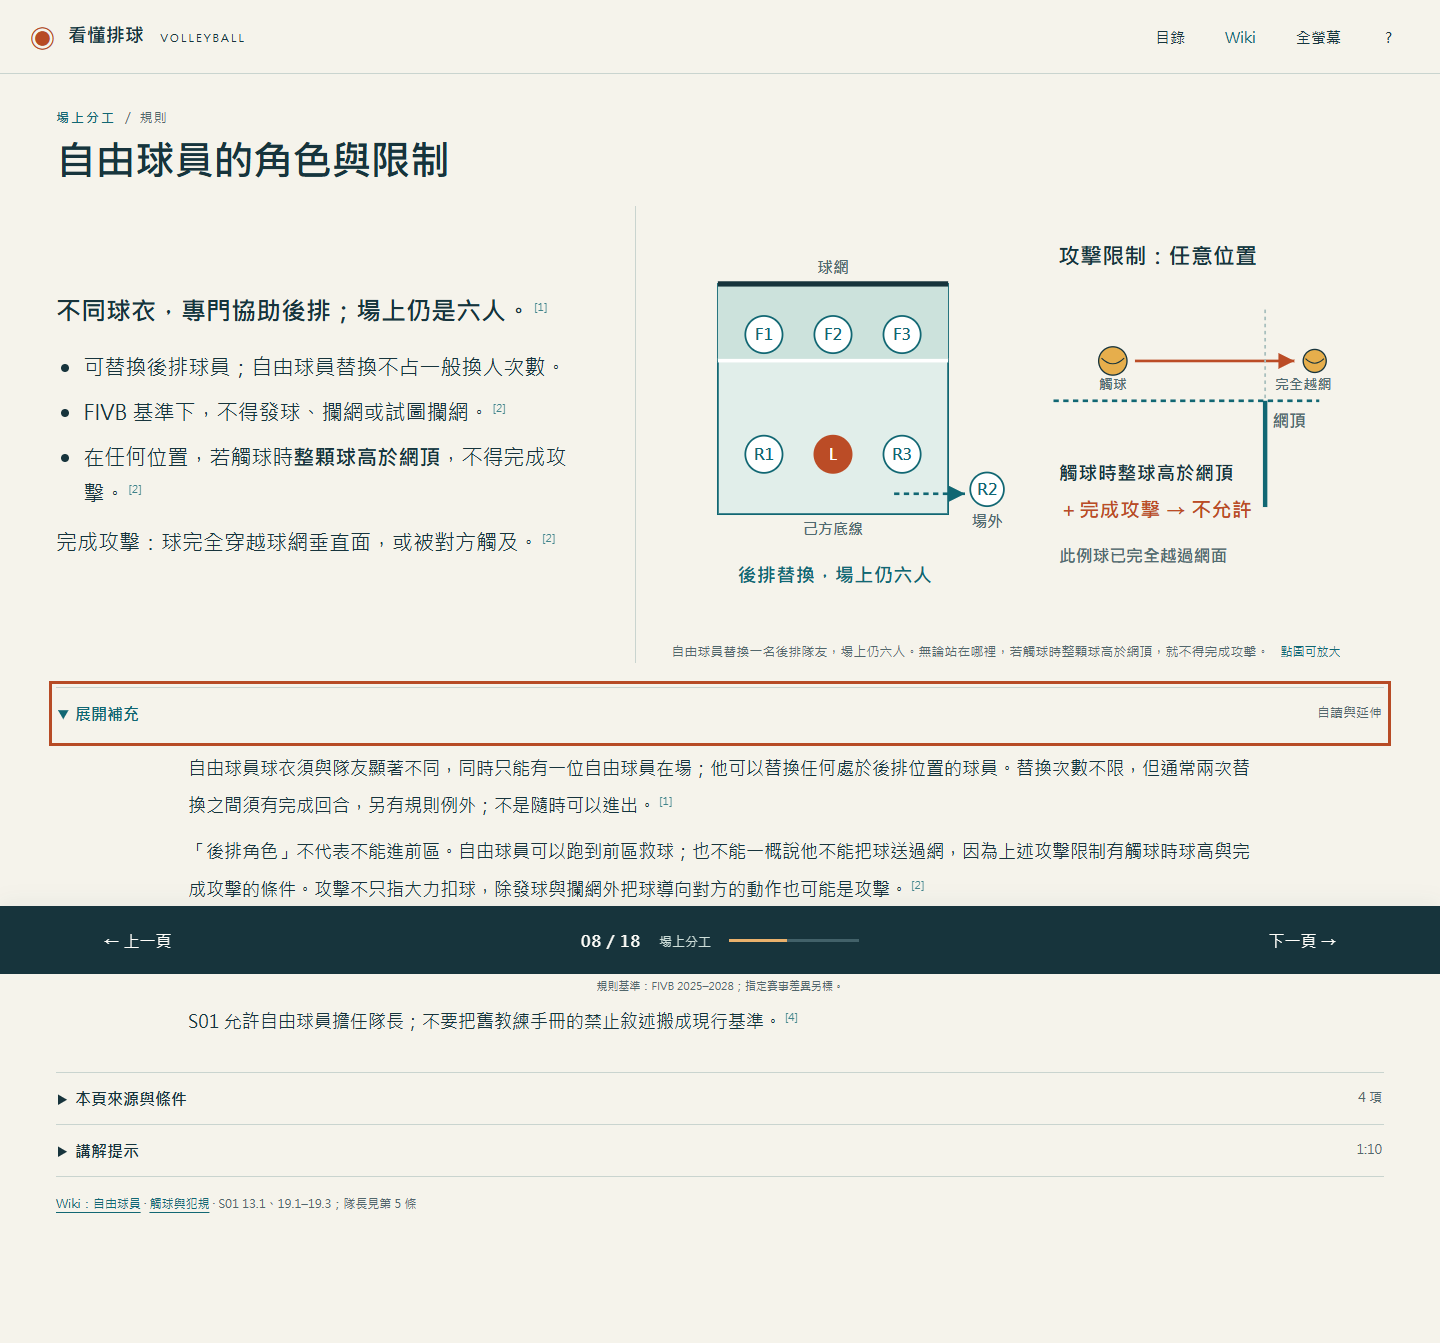 看懂排球 VOLLEYBALL
目錄 Wiki 全螢幕 ?
場上分工 / 規則
自由球員的角色與限制
不同球衣，專門協助後排；場上仍是六人。[1]
可替換後排球員；自由球員替換不占一般換人次數。
FIVB 基準下，不得發球、攔網或試圖攔網。[2]
在任何位置，若觸球時整顆球高於網頂，不得完成攻
擊。[2]
完成攻擊：球完全穿越球網垂直面，或被對方觸及。[2]
球網
F1 F2 F3
R1 L R3
R2
場外
己方底線
後排替換，場上仍六人
攻擊限制：任意位置
觸球
完全越網
網頂
觸球時整球高於網頂
+ 完成攻擊 → 不允許
此例球已完全越過網面
自由球員替換一名後排隊友，場上仍六人。無論站在哪裡，若觸球時整顆球高於網頂，就不得完成攻擊。 點圖可放大
▼ 展開補充 自讀與延伸
自由球員球衣須與隊友顯著不同，同時只能有一位自由球員在場；他可以替換任何處於後排位置的球員。替換次數不限，但通常兩次替
換之間須有完成回合，另有規則例外；不是隨時可以進出。[1]
「後排角色」不代表不能進前區。自由球員可以跑到前區救球；也不能一概說他不能把球送過網，因為上述攻擊限制有觸球時球高與完
成攻擊的條件。攻擊不只指大力扣球，除發球與攔網外把球導向對方的動作也可能是攻擊。[2]
← 上一頁 08 / 18 場上分工 下一頁 →
規則基準：FIVB 2025–2028；指定賽事差異另標。
S01 允許自由球員擔任隊長；不要把舊教練手冊的禁止敘述搬成現行基準。[4]
▶ 本頁來源與條件 4 項
▶ 講解提示 1:10
Wiki：自由球員 · 觸球與犯規 · S01 13.1、19.1–19.3；隊長見第 5 條